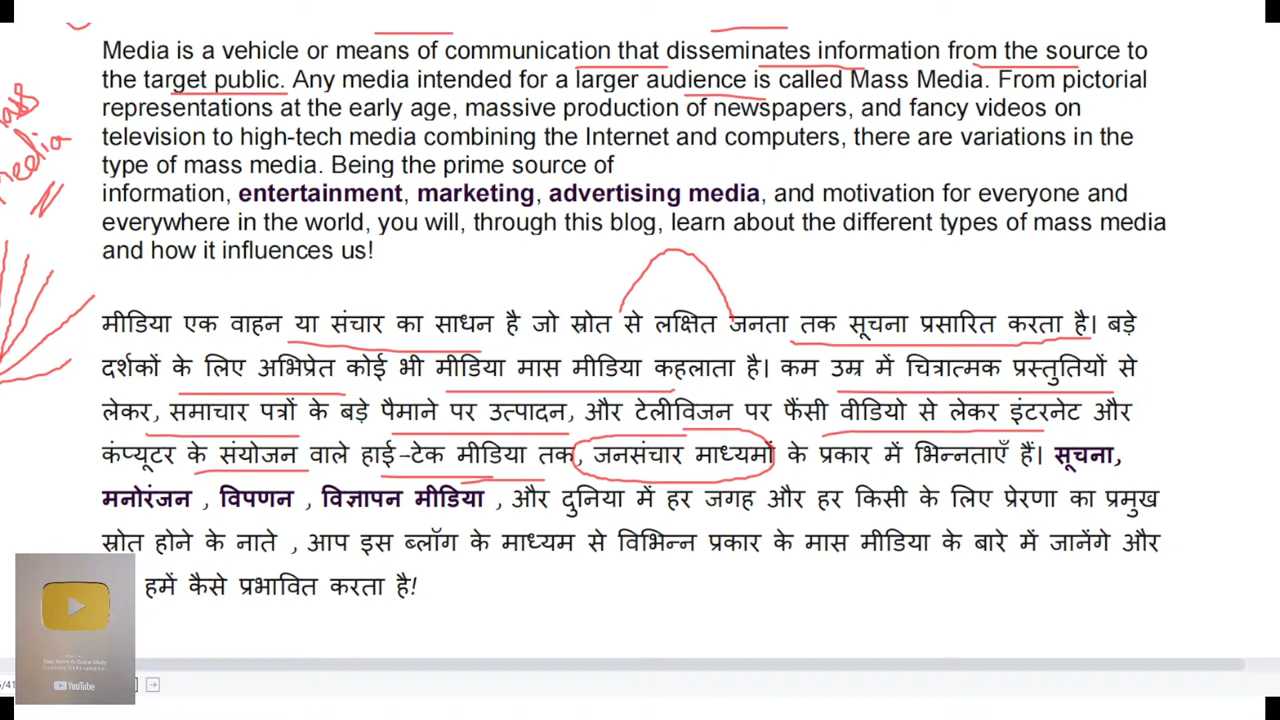 Media is a vehicle or means of communication that disseminates information from the source to
the target public. Any media intended for a larger audience is called Mass Media. From pictorial
representations at the early age, massive production of newspapers, and fancy videos on
television to high-tech media combining the Internet and computers, there are variations in the
type of mass media. Being the prime source of
information, entertainment, marketing, advertising media, and motivation for everyone and
everywhere in the world, you will, through this blog, learn about the different types of mass media
and how it influences us!
media
मीडिया एक वाहन या संचार का साधन है जो स्रोत से लक्षित जनता तक सूचना प्रसारित करता है। बड़े
दर्शकों के लिए अभिप्रेत कोई भी मीडिया मास मीडिया कहलाता है। कम उम्र में चित्रात्मक प्रस्तुतियों से
लेकर, समाचार पत्रों के बड़े पैमाने पर उत्पादन, और टेलीविजन पर फैंसी वीडियो से लेकर इंटरनेट और
कंप्यूटर के संयोजन वाले हाई-टेक मीडिया तक, जनसंचार माध्यमों के प्रकार में भिन्नताएँ हैं। सूचना,
मनोरंजन , विपणन , विज्ञापन मीडिया , और दुनिया में हर जगह और हर किसी के लिए प्रेरणा का प्रमुख
स्रोत होने के नाते , आप इस ब्लॉग के माध्यम से विभिन्न प्रकार के मास मीडिया के बारे में जानेंगे और
हमें कैसे प्रभावित करता है!
YouTube